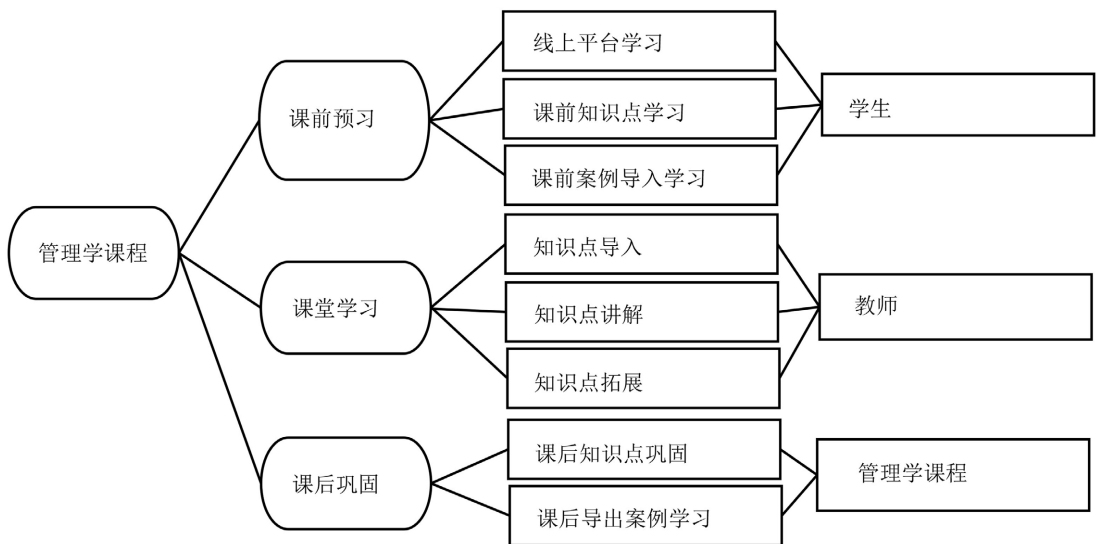 线上平台学习
课前预习
课前知识点学习
学生
课前案例导入学习
管理学课程
知识点导入
课堂学习
知识点讲解
教师
知识点拓展
课后巩固
课后知识点巩固
管理学课程
课后导出案例学习